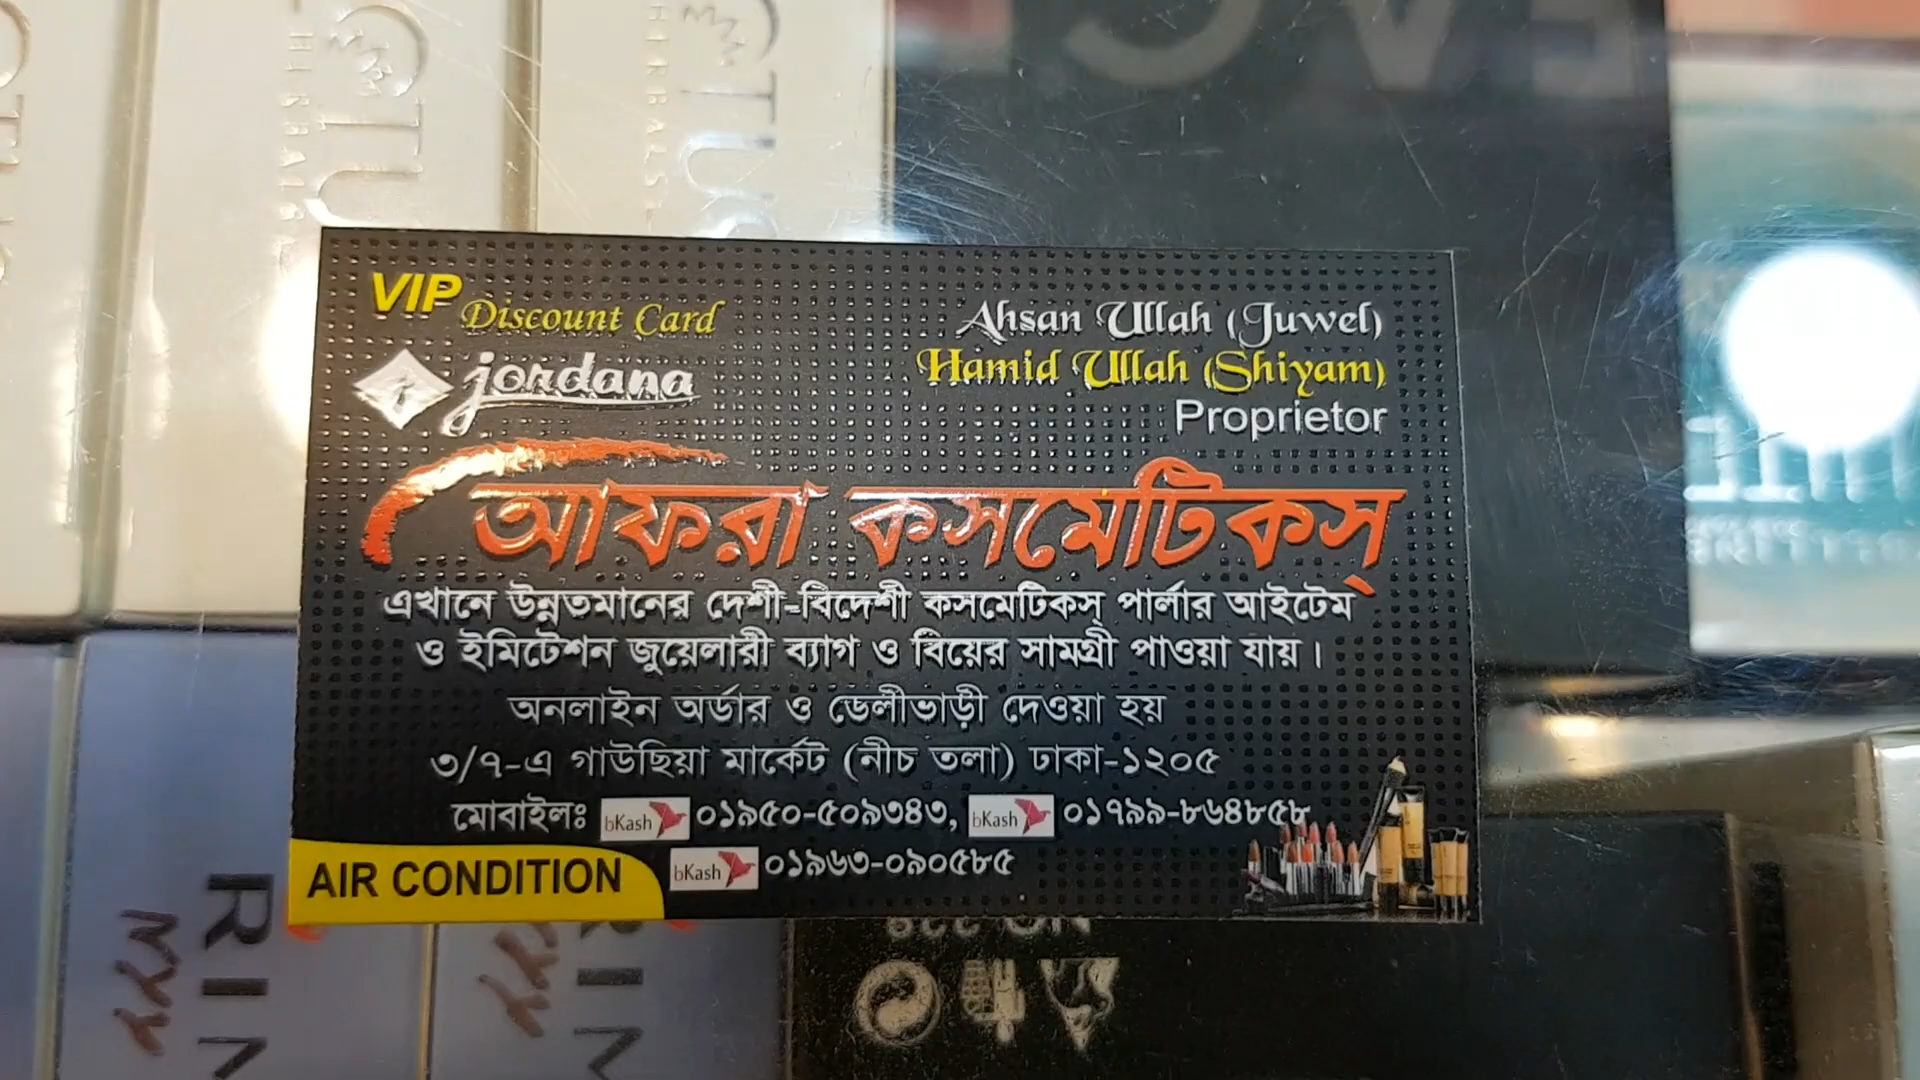 VIP Discount Card
Ahsan Ullah (Juwel)
jordana
Hamid Ullah (Shiyam)
Proprietor
আফরা কসমেটিকস্
এখানে উন্নতমানের দেশী-বিদেশী কসমেটিকস্ পার্লার আইটেম
ও ইমিটেশন জুয়েলারী ব্যাগ ও বিয়ের সামগ্রী পাওয়া যায়।
অনলাইন অর্ডার ও ডেলীভাড়ী দেওয়া হয়
৩/৭-এ গাউছিয়া মার্কেট (নীচ তলা) ঢাকা-১২০৫
মোবাইলঃ bKash ০১৯৫০-৫০৯৩৪৩, bKash ০১৭৯৯-৮৬৪৮৫৮
bKash ০১৯৬৩-০৯০৫৮৫
AIR CONDITION